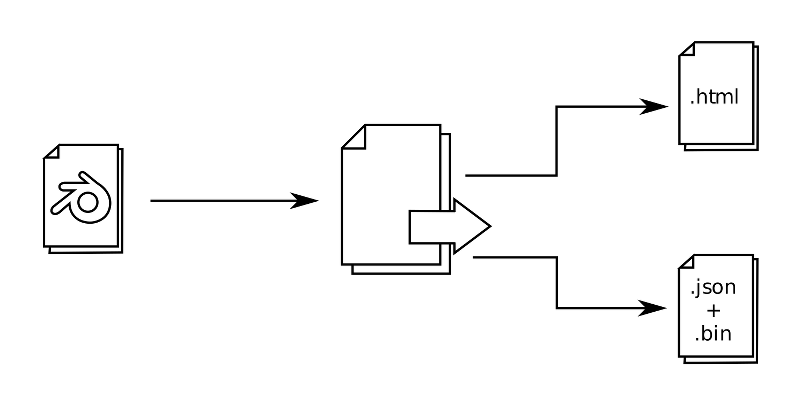 .html
.json
+
.bin